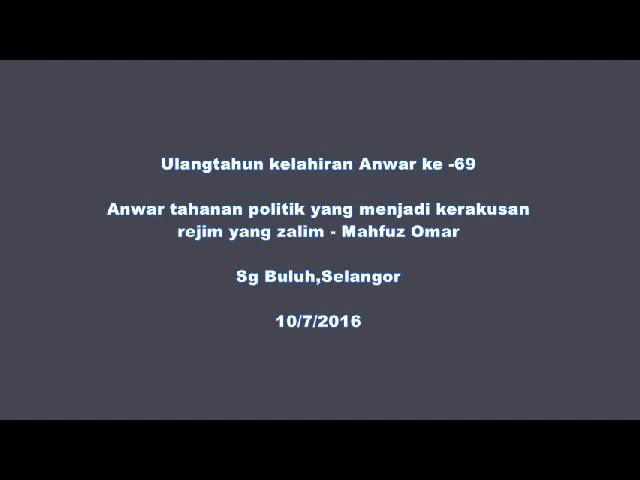 Ulangtahun kelahiran Anwar ke -69
Anwar tahanan politik yang menjadi kerakusan
rejim yang zalim - Mahfuz Omar
Sg Buluh,Selangor
10/7/2016